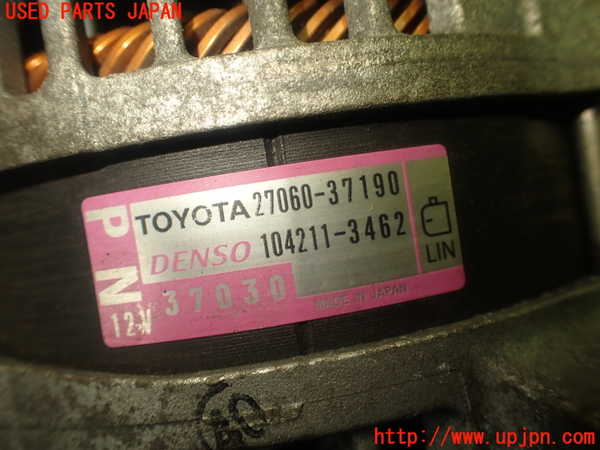 USED PARTS JAPAN
PN
TOYOTA 27060-37190
DENSO 104211-3462
LIN
12V 37030
MADE IN JAPAN
http://www.upjpn.com/